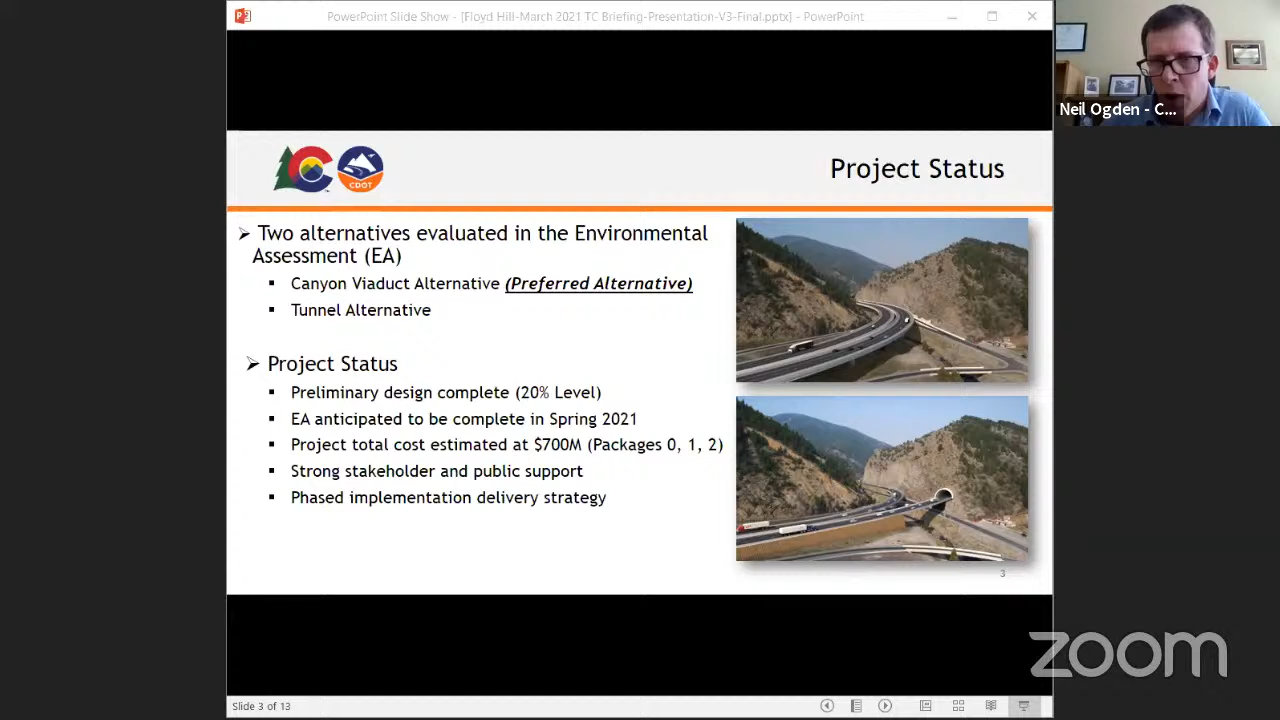 PowerPoint Slide Show - [Floyd Hill-March 2021 TC Briefing-Presentation-V3-Final.pptx] - PowerPoint
Neil Ogden - C...
CDOT
Project Status
Two alternatives evaluated in the Environmental
Assessment (EA)
Canyon Viaduct Alternative (Preferred Alternative)
Tunnel Alternative
Project Status
Preliminary design complete (20% Level)
EA anticipated to be complete in Spring 2021
Project total cost estimated at $700M (Packages 0, 1, 2)
Strong stakeholder and public support
Phased implementation delivery strategy
3
zoom
Slide 3 of 13